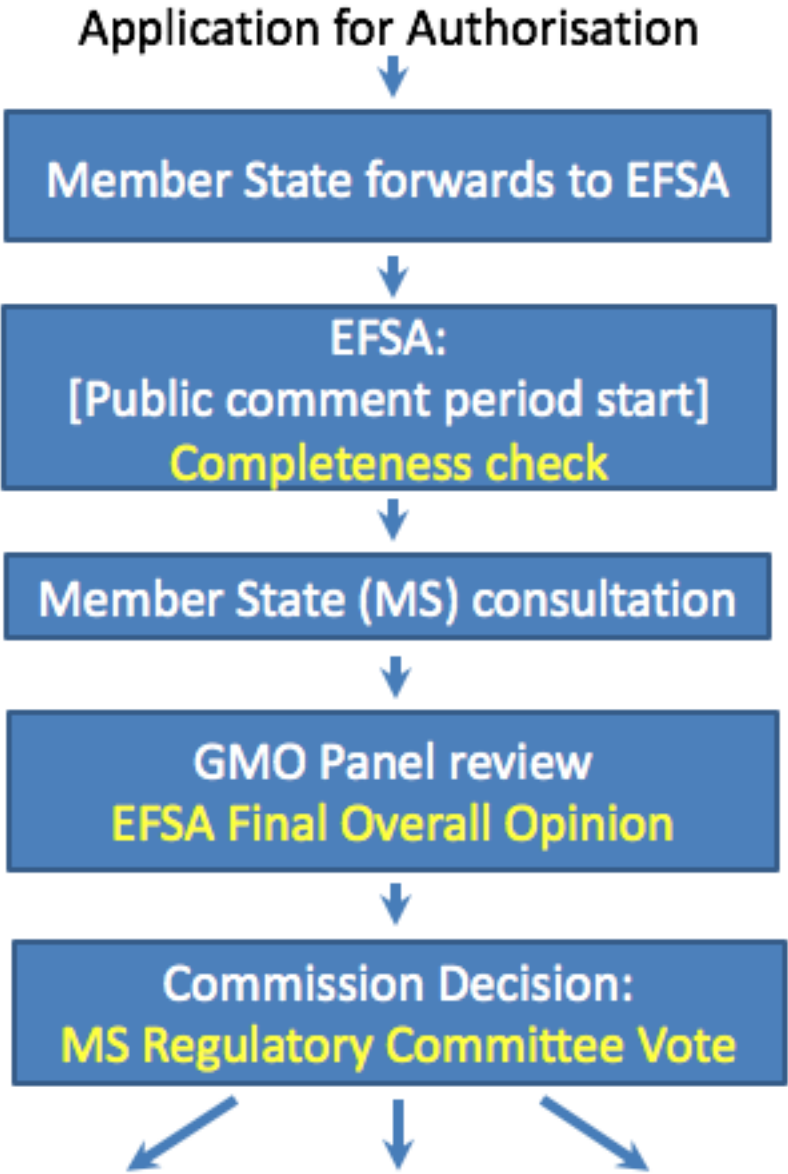 Application for Authorisation
Member State forwards to EFSA
EFSA:
[Public comment period start]
Completeness check
Member State (MS) consultation
GMO Panel review
EFSA Final Overall Opinion
Commission Decision:
MS Regulatory Committee Vote